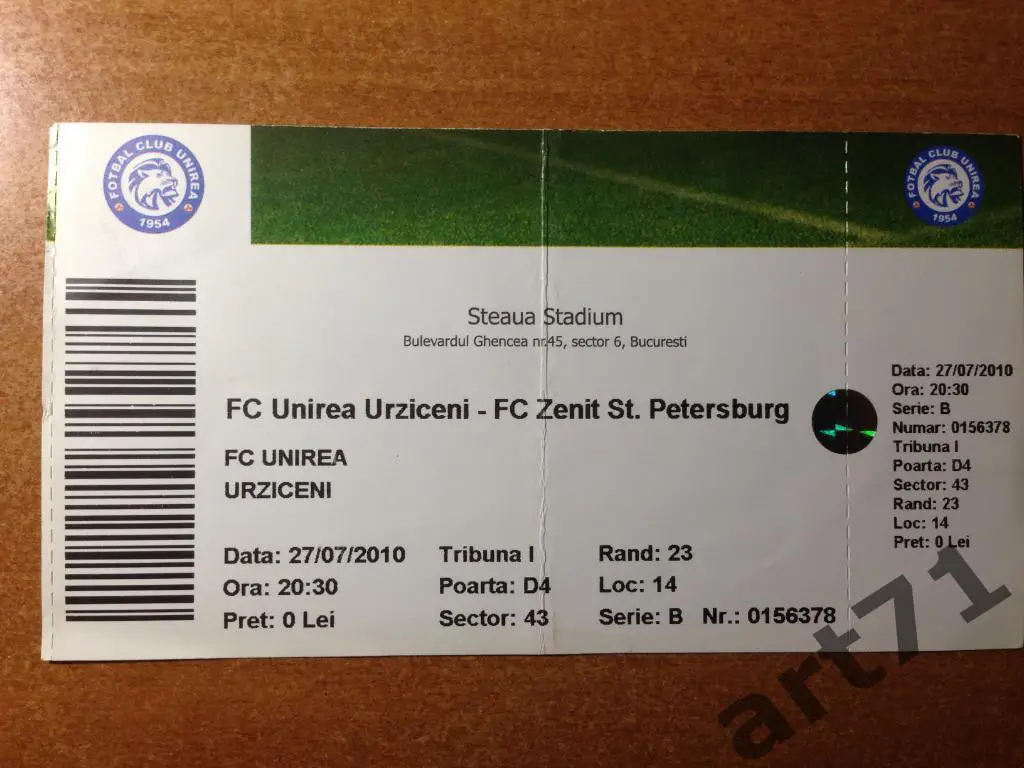 FOTBAL CLUB UNIREA
1954
FOTBAL CLUB UNIREA
1954
Steaua Stadium
Bulevardul Ghencea nr.45, sector 6, Bucuresti
FC Unirea Urziceni - FC Zenit St. Petersburg
FC UNIREA
URZICENI
Data: 27/07/2010 Tribuna I Rand: 23
Ora: 20:30 Poarta: D4 Loc: 14
Pret: 0 Lei Sector: 43 Serie: B Nr.: 0156378
Data: 27/07/2010
Ora: 20:30
Serie: B
Numar: 0156378
Tribuna I
Poarta: D4
Sector: 43
Rand: 23
Loc: 14
Pret: 0 Lei
art71